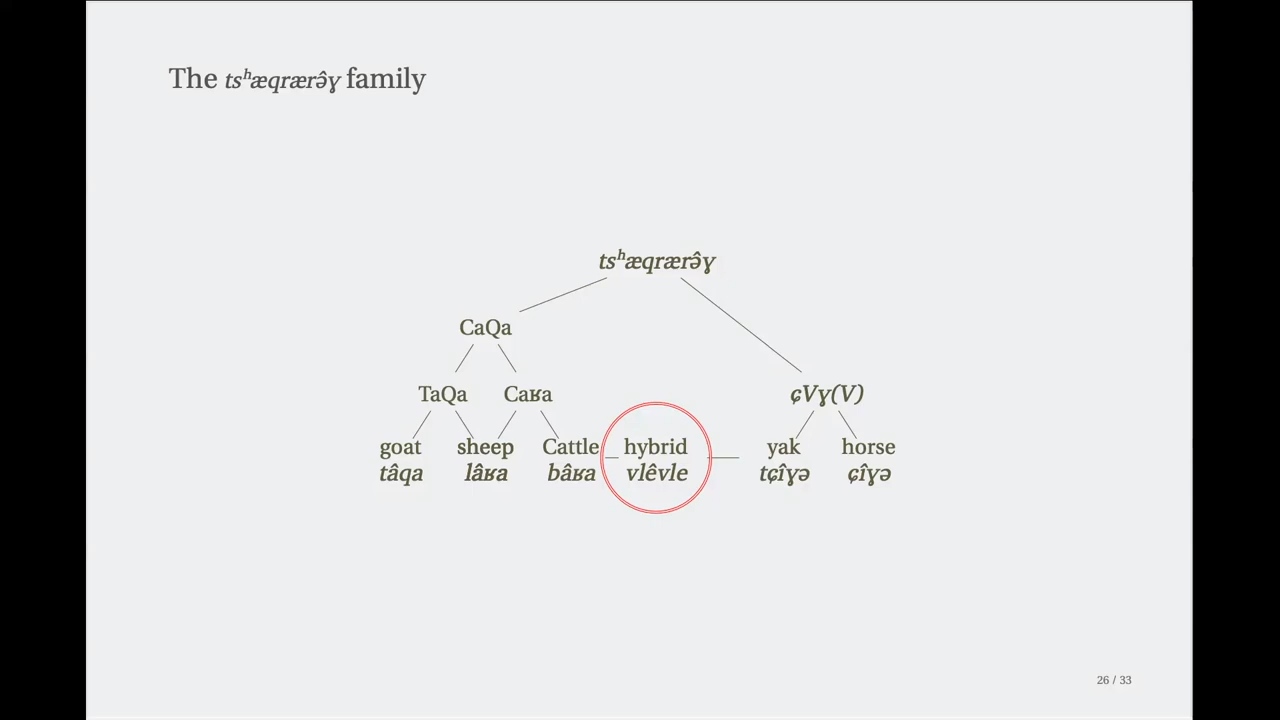 The tsʰæqrærə̂ɣ family
tsʰæqrærə̂ɣ
CaQa
TaQa Caʁa ɕVɣ(V)
goat sheep Cattle hybrid yak horse
tâqa lâʁa bâʁa vlêvle tɕîɣə ɕîɣə
26 / 33